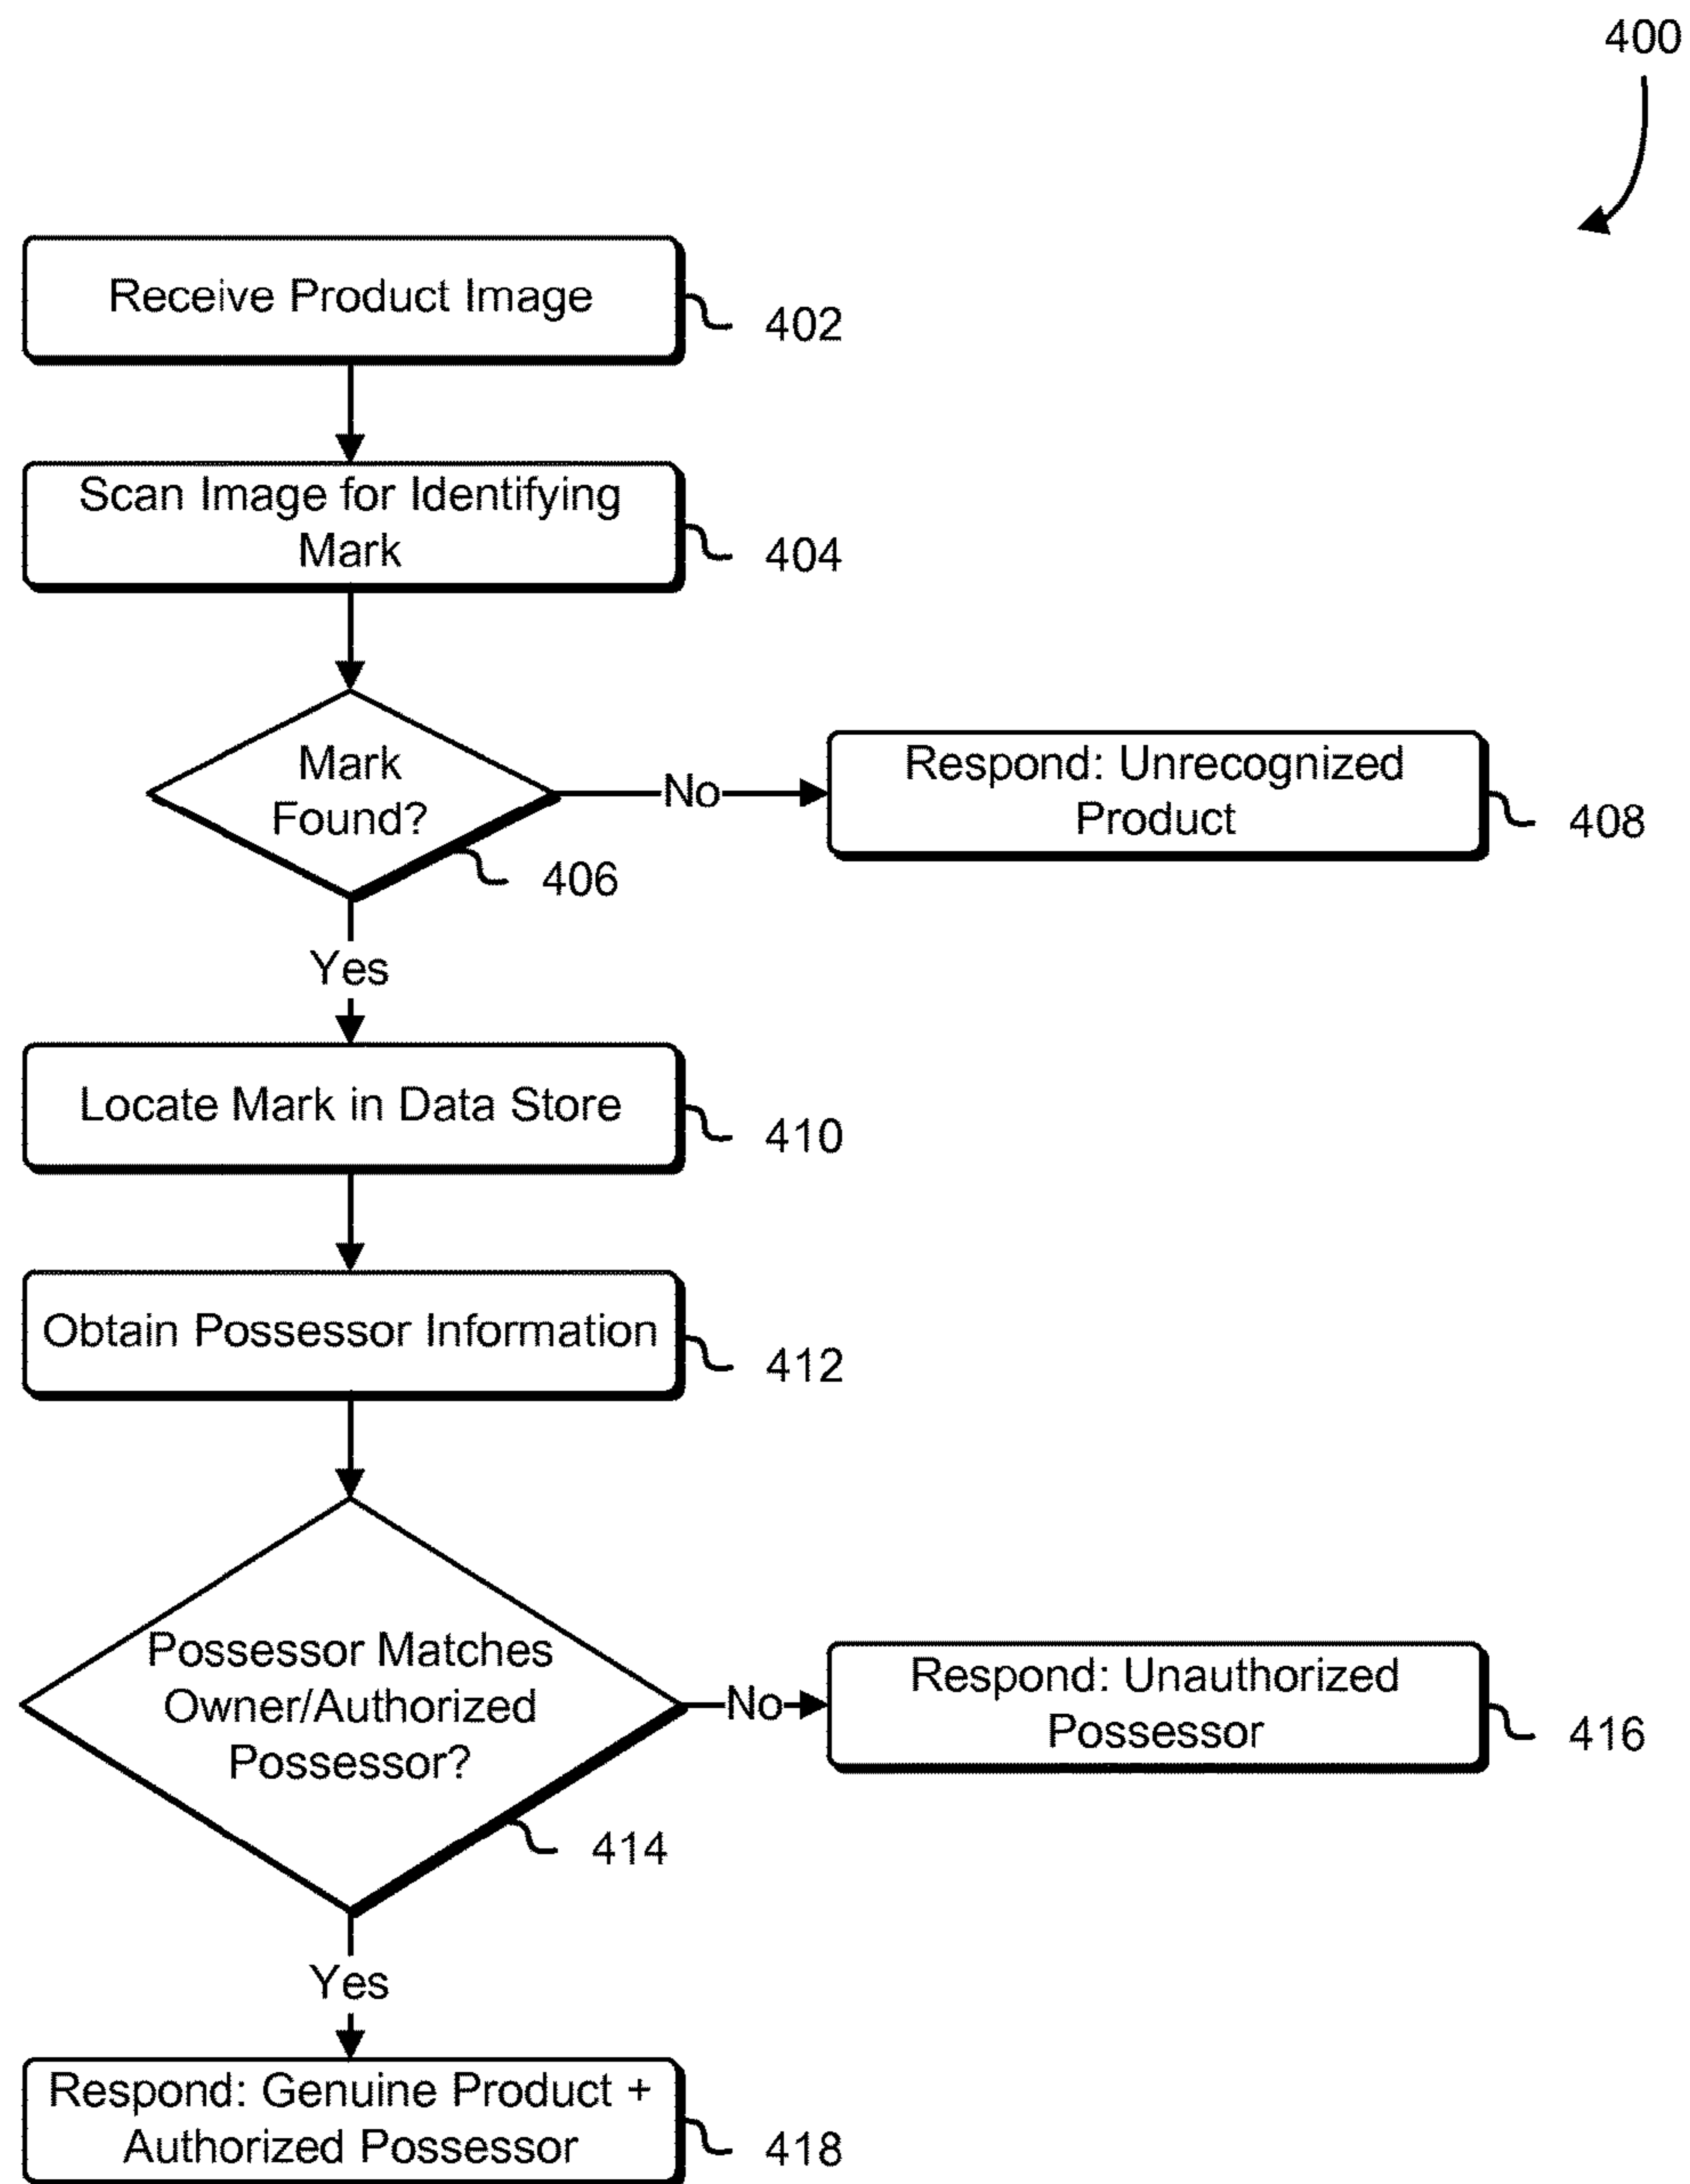 400
Receive Product Image
402
Scan Image for Identifying
Mark
404
Mark
Found?
406
No
Respond: Unrecognized
Product
408
Yes
Locate Mark in Data Store
410
Obtain Possessor Information
412
Possessor Matches
Owner/Authorized
Possessor?
414
No
Respond: Unauthorized
Possessor
416
Yes
Respond: Genuine Product +
Authorized Possessor
418